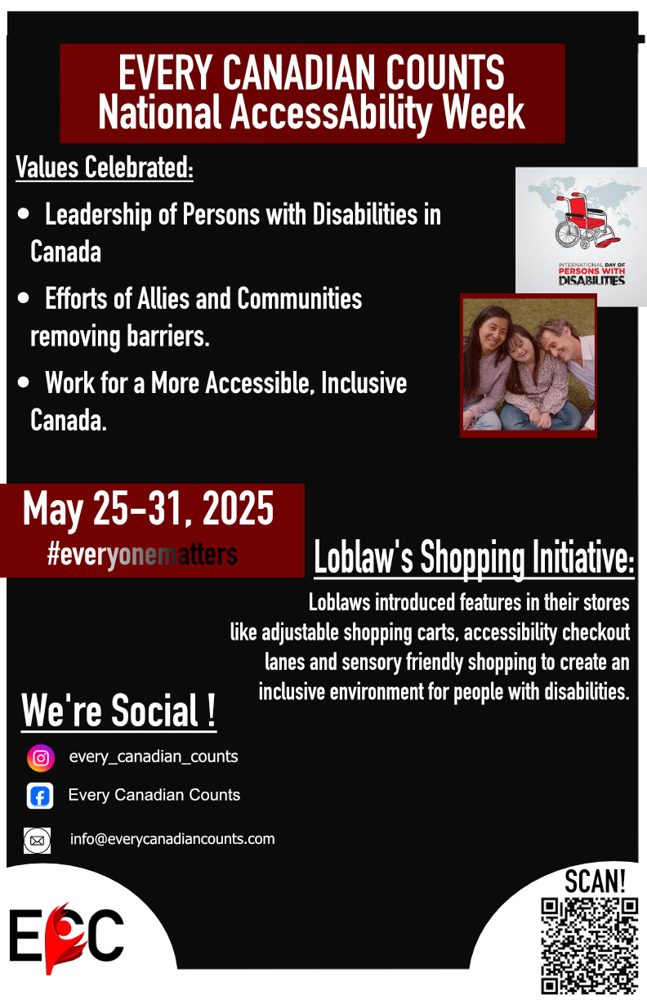 EVERY CANADIAN COUNTS
National AccessAbility Week
Values Celebrated:
• Leadership of Persons with Disabilities in
Canada
• Efforts of Allies and Communities
removing barriers.
• Work for a More Accessible, Inclusive
Canada.
INTERNATIONAL DAY OF
PERSONS WITH
DISABILITIES
May 25-31, 2025
#everyonematters
Loblaw's Shopping Initiative:
Loblaws introduced features in their stores
like adjustable shopping carts, accessibility checkout
lanes and sensory friendly shopping to create an
inclusive environment for people with disabilities.
We're Social !
every_canadian_counts
Every Canadian Counts
info@everycanadiancounts.com
ECC
SCAN!